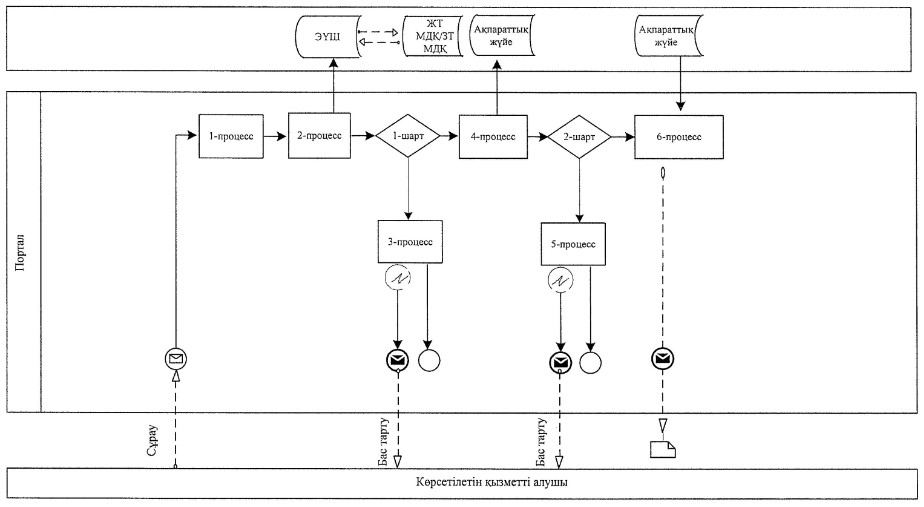 ЭҮШ
ЖТ
МДҚ/ЗТ
МДҚ
Ақпараттық
жүйе
Ақпараттық
жүйе
1-процесс
2-процесс
1-шарт
4-процесс
2-шарт
6-процесс
3-процесс
5-процесс
Портал
Сұрау
Бас тарту
Бас тарту
Көрсетілетін қызметті алушы